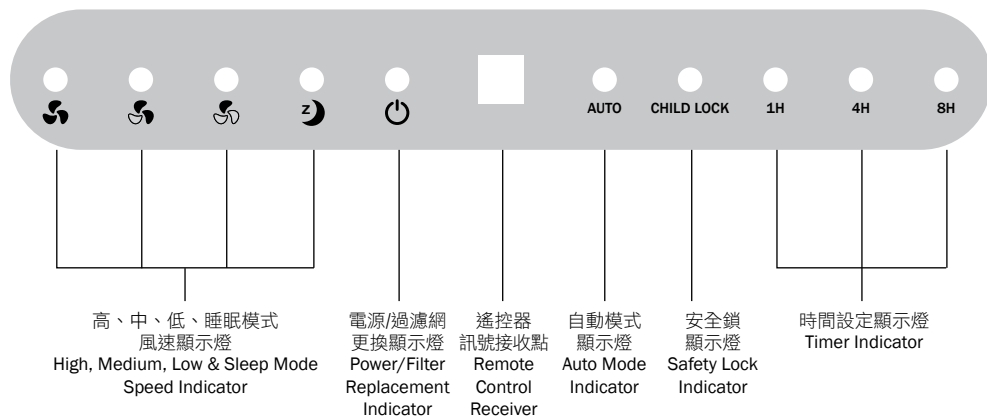 Z
AUTO
CHILD LOCK
1H
4H
8H
高、中、低、睡眠模式
風速顯示燈
High, Medium, Low & Sleep Mode
Speed Indicator
電源/過濾網
更換顯示燈
Power/Filter
Replacement
Indicator
遙控器
訊號接收點
Remote
Control
Receiver
自動模式
顯示燈
Auto Mode
Indicator
安全鎖
顯示燈
Safety Lock
Indicator
時間設定顯示燈
Timer Indicator